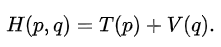 H(p, q) = T(p) + V(q).